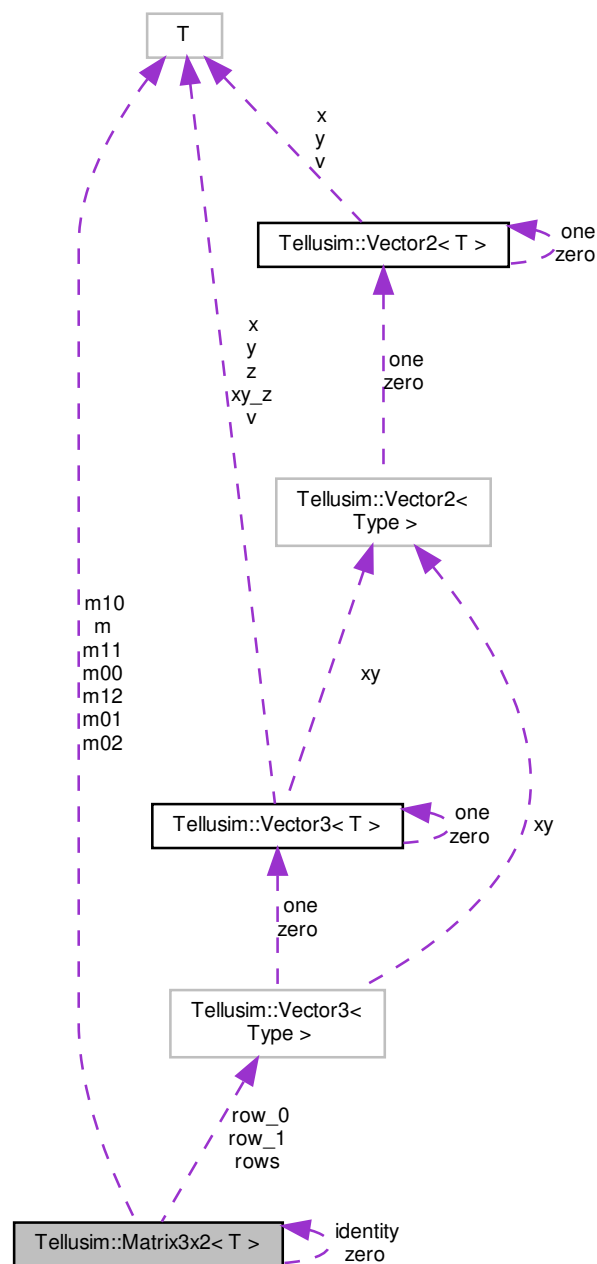 T
x
y
v
Tellusim::Vector2< T >
one
zero
x
y
z
xy_z
v
one
zero
Tellusim::Vector2<
Type >
m10
m
m11
m00
m12
m01
m02
xy
Tellusim::Vector3< T >
one
zero
xy
one
zero
Tellusim::Vector3<
Type >
row_0
row_1
rows
Tellusim::Matrix3x2< T >
identity
zero